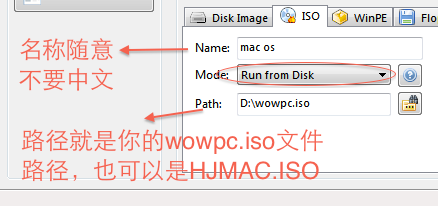 Disk Image ISO WinPE Flo
名称随意
不要中文
Name: mac os
Mode: Run from Disk
Path: D:\wowpc.iso
路径就是你的wowpc.iso文件
路径，也可以是HJMAC.ISO